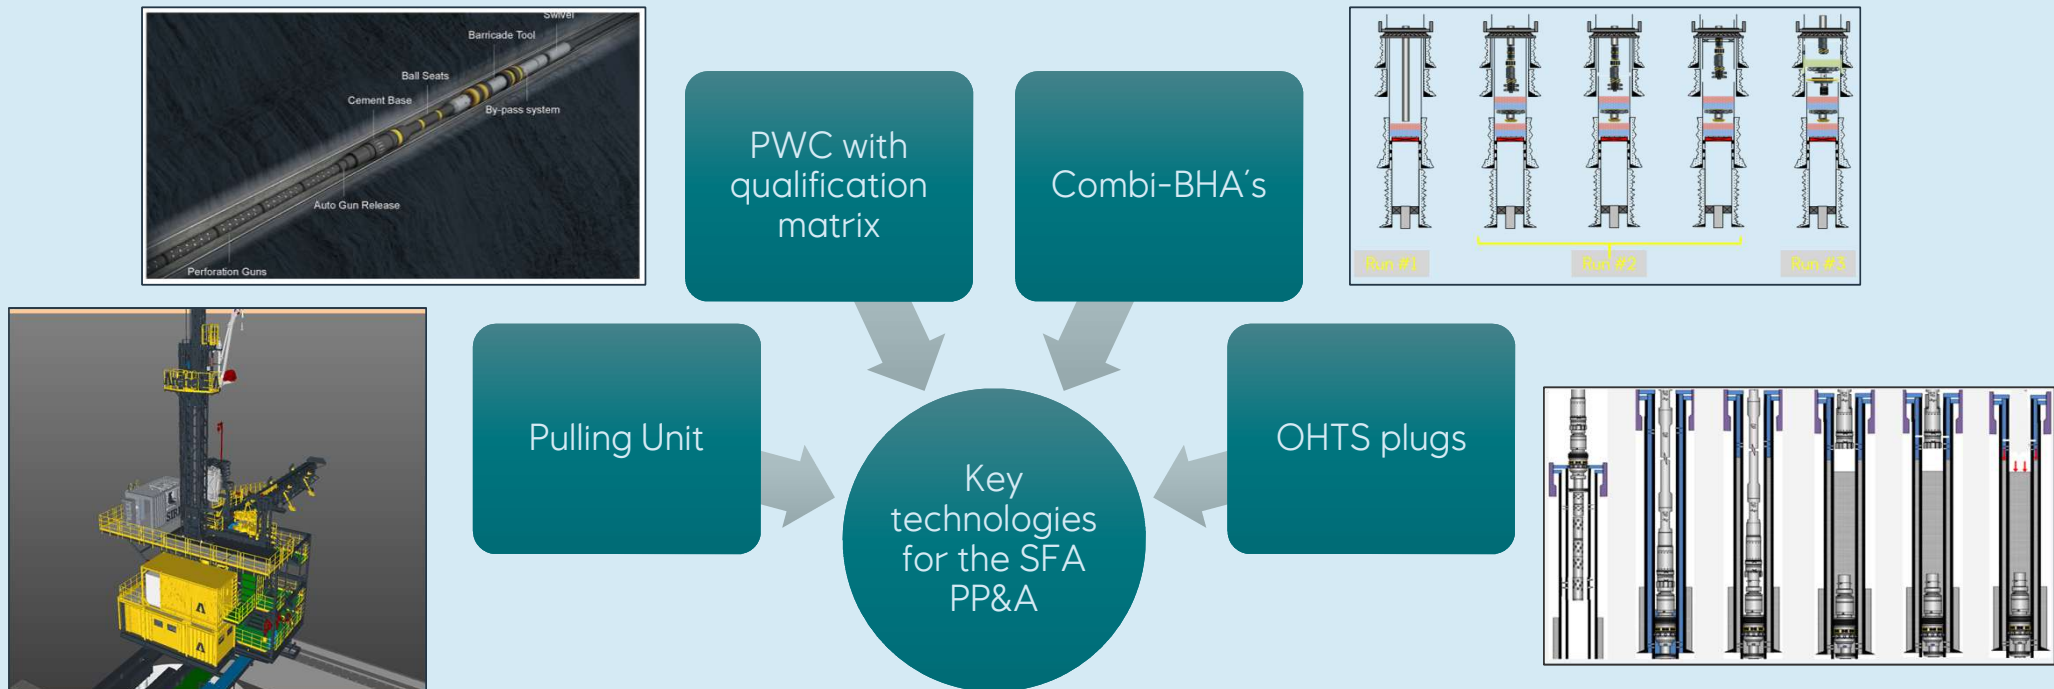 Swivel
Barricade Tool
Ball Seats
Cement Base
By-pass system
Auto Gun Release
Perforation Guns
PWC with
qualification
matrix
Combi-BHA´s
Run #1
Run #2
Run #3
Pulling Unit
OHTS plugs
Key
technologies
for the SFA
PP&A